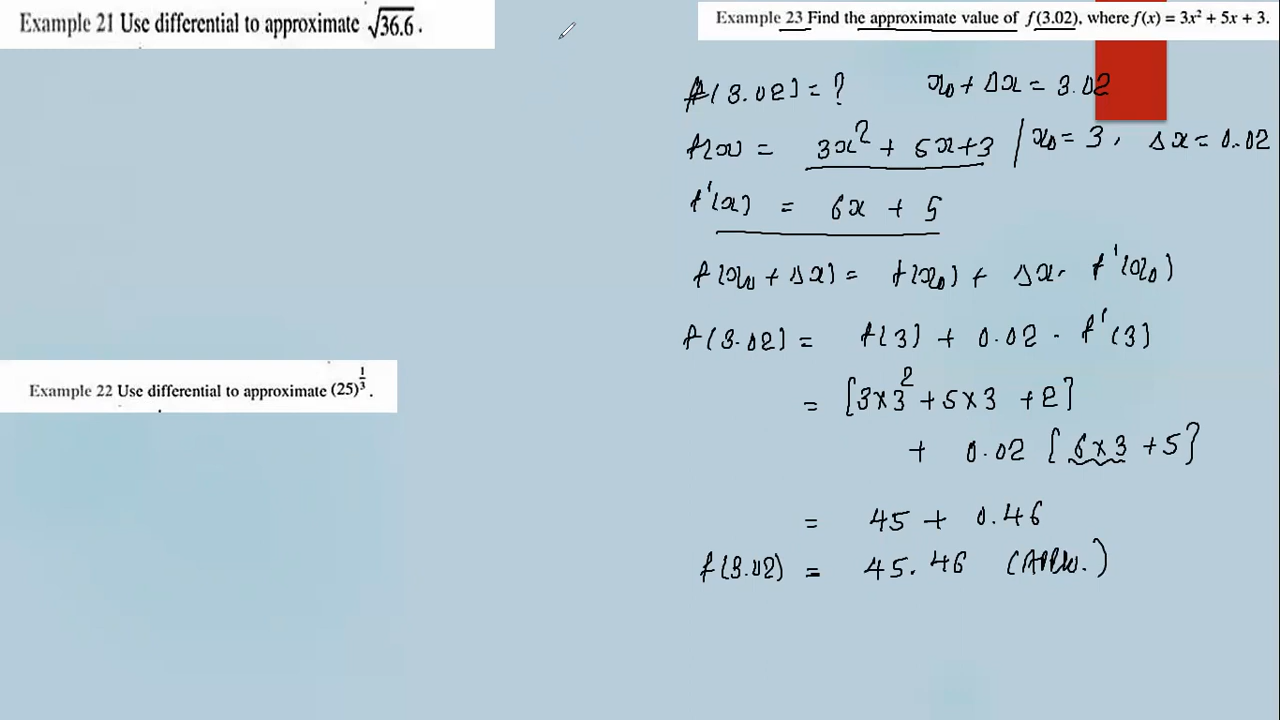 Example 21 Use differential to approximate √36.6 .
Example 22 Use differential to approximate (25)^(1/3) .
Example 23 Find the approximate value of f(3.02), where f(x) = 3x² + 5x + 3.
f(3.02) = ? x₀ + Δx = 3.02
f(x) = 3x² + 5x+3 / x₀ = 3 , Δx = 0.02
f'(x) = 6x + 5
f(x₀ + Δx) = f(x₀) + Δx · f'(x₀)
f(3.02) = f(3) + 0.02 · f'(3)
= [3×3² + 5×3 + 2]
+ 0.02 [6×3 + 5]
= 45 + 0.46
f(3.02) = 45.46